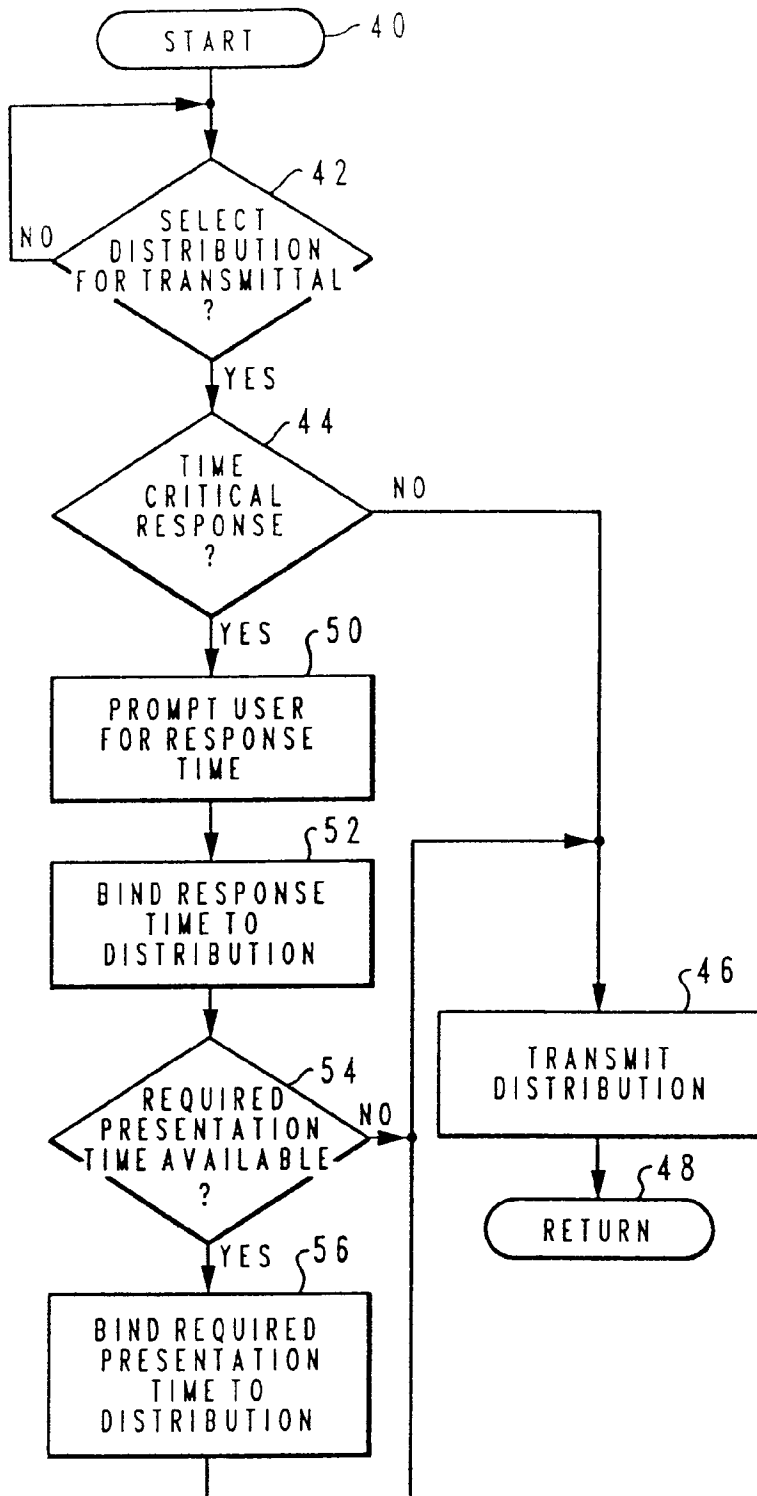 START
40
42
SELECT
DISTRIBUTION
FOR TRANSMITTAL
?
NO
YES
44
TIME
CRITICAL
RESPONSE
?
NO
YES
50
PROMPT USER
FOR RESPONSE
TIME
52
BIND RESPONSE
TIME TO
DISTRIBUTION
46
TRANSMIT
DISTRIBUTION
54
REQUIRED
PRESENTATION
TIME AVAILABLE
?
NO
48
RETURN
YES
56
BIND REQUIRED
PRESENTATION
TIME TO
DISTRIBUTION